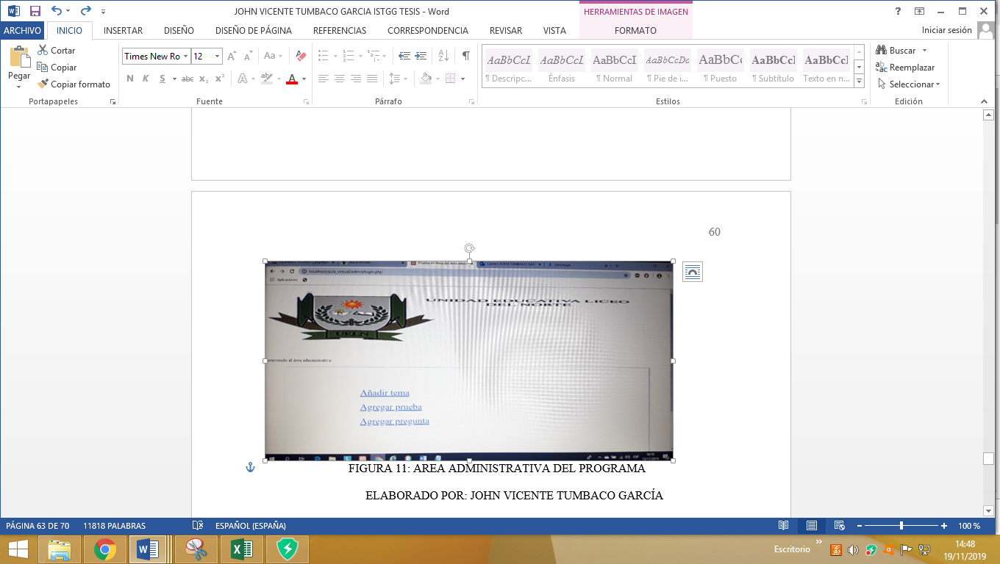 JOHN VICENTE TUMBACO GARCIA ISTGG TESIS - Word
HERRAMIENTAS DE IMAGEN
ARCHIVO INICIO INSERTAR DISEÑO DISEÑO DE PÁGINA REFERENCIAS CORRESPONDENCIA REVISAR VISTA FORMATO Iniciar sesión
Pegar
Cortar
Copiar
Copiar formato
Portapapeles
Times New Ro 12
N K S abc x₂ x²
Fuente
Párrafo
AaBbCcL AaBbCcL AaBbCcI AaBbCcDc AaBbCc AaBbCcI AaBbCcI
¶ Descripc... Énfasis ¶ Normal ¶ Pie de i... ¶ Puesto ¶ Subtítulo Texto en n...
Estilos
Buscar
Reemplazar
Seleccionar
Edición
60
localhost/aula_virtual/admin/login.php
Aplicaciones
UNIDAD EDUCATIVA LICEO
DEL NORTE
UELN
al área administrativa
Añadir tema
Agregar prueba
Agregar pregunta
FIGURA 11: AREA ADMINISTRATIVA DEL PROGRAMA
ELABORADO POR: JOHN VICENTE TUMBACO GARCÍA
PÁGINA 63 DE 70 11818 PALABRAS ESPAÑOL (ESPAÑA) 100 %
Escritorio
14:48
19/11/2019